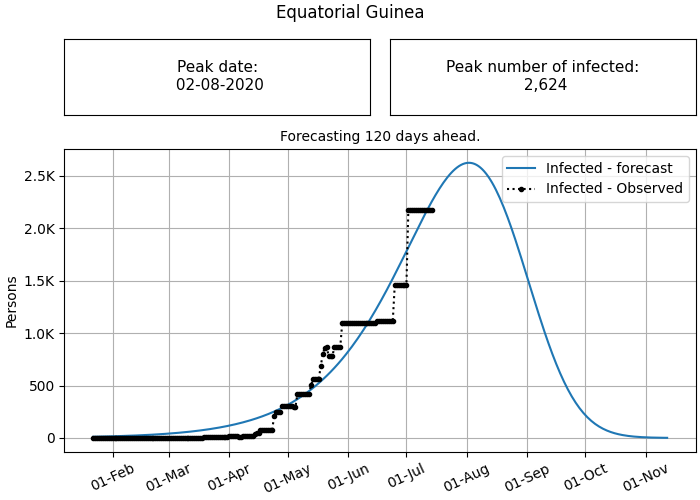 Equatorial Guinea
Peak date:
02-08-2020
Peak number of infected:
2,624
Forecasting 120 days ahead.
Infected - forecast
Infected - Observed
2.5K
2.0K
1.5K
1.0K
500
0
Persons
01-Feb
01-Mar
01-Apr
01-May
01-Jun
01-Jul
01-Aug
01-Sep
01-Oct
01-Nov